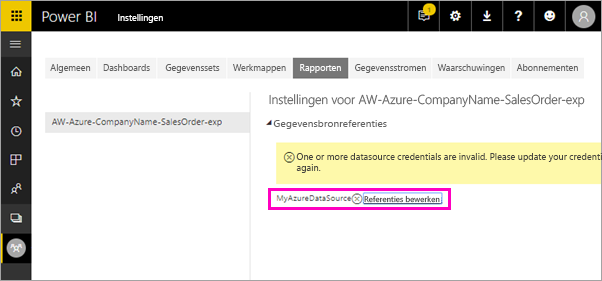 Power BI Instellingen 1
Algemeen Dashboards Gegevenssets Werkmappen Rapporten Gegevensstromen Waarschuwingen Abonnementen
AW-Azure-CompanyName-SalesOrder-exp
Instellingen voor AW-Azure-CompanyName-SalesOrder-exp
Gegevensbronreferenties
One or more datasource credentials are invalid. Please update your credenti
again.
MyAzureDataSource Referenties bewerken